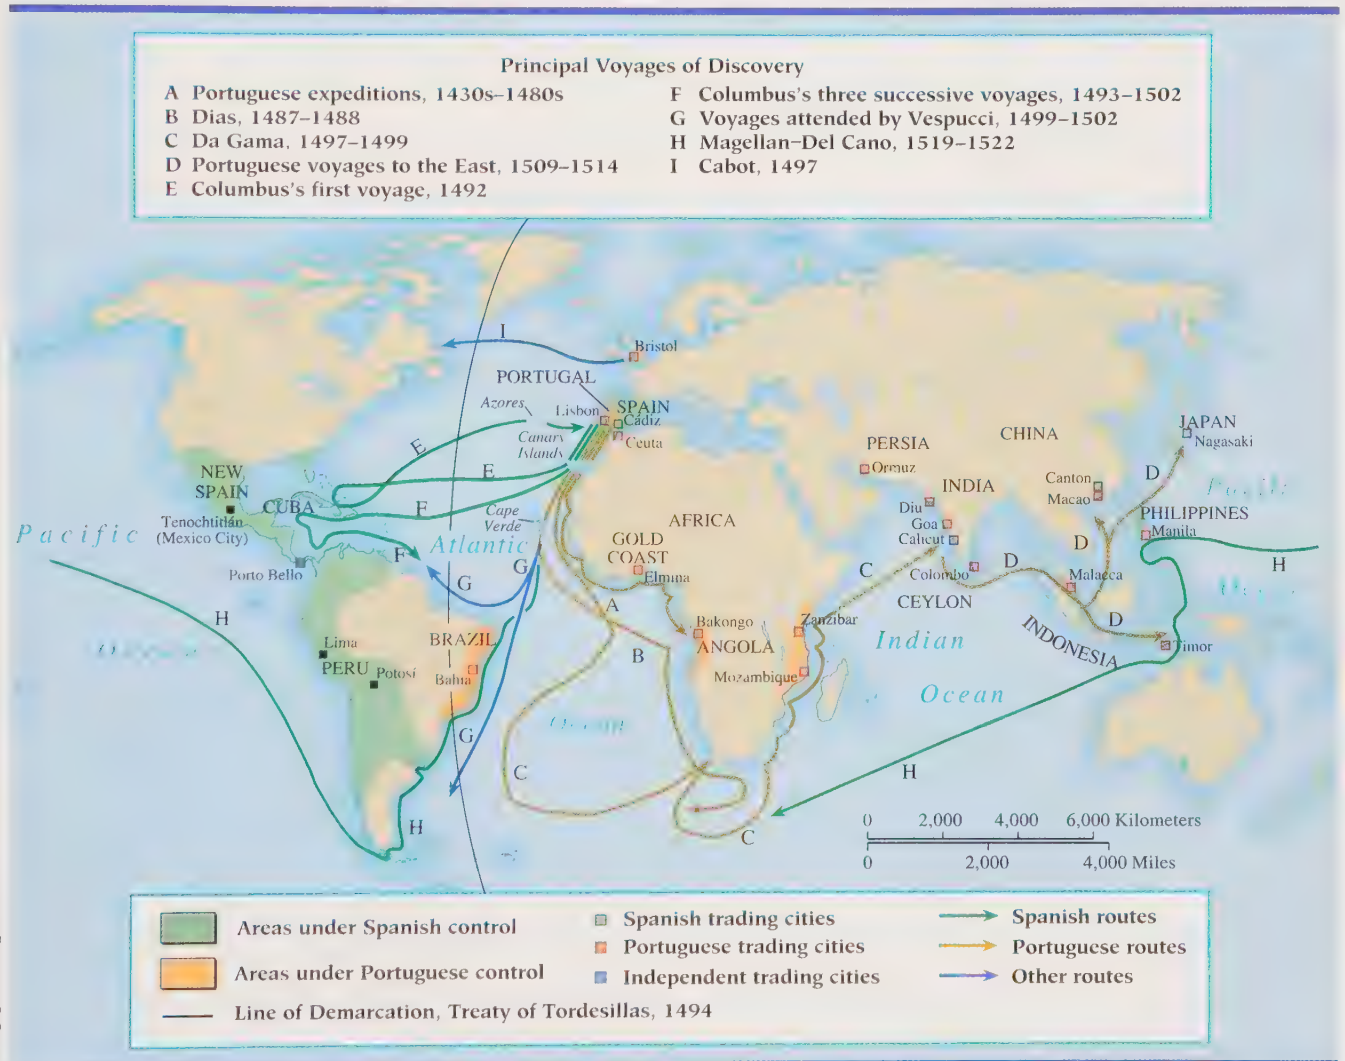 Principal Voyages of Discovery
A Portuguese expeditions, 1430s–1480s
B Dias, 1487–1488
C Da Gama, 1497–1499
D Portuguese voyages to the East, 1509–1514
E Columbus's first voyage, 1492
F Columbus's three successive voyages, 1493–1502
G Voyages attended by Vespucci, 1499–1502
H Magellan–Del Cano, 1519–1522
I Cabot, 1497
I
Bristol
PORTUGAL
Azores
Lisbon
SPAIN
Cádiz
Ceuta
Canary
Islands
E
E
F
F
NEW
SPAIN
CUBA
Tenochtitlán
(Mexico City)
Porto Bello
Pacific
Atlantic
Cape
Verde
G
G
AFRICA
GOLD
COAST
Elmina
A
B
PERSIA
Ormuz
CHINA
INDIA
Diu
Goa
Calicut
Colombo
CEYLON
Canton
Macao
JAPAN
Nagasaki
D
Pacific
PHILIPPINES
Manila
H
D
D
Malacca
D
INDONESIA
Timor
C
Bakongo
ANGOLA
Zanzibar
Mozambique
Indian
Ocean
H
H
Lima
PERU
Potosí
BRAZIL
Bahia
G
Ocean
C
C
H
0 2,000 4,000 6,000 Kilometers
0 2,000 4,000 Miles
Areas under Spanish control
Areas under Portuguese control
Line of Demarcation, Treaty of Tordesillas, 1494
Spanish trading cities
Portuguese trading cities
Independent trading cities
Spanish routes
Portuguese routes
Other routes